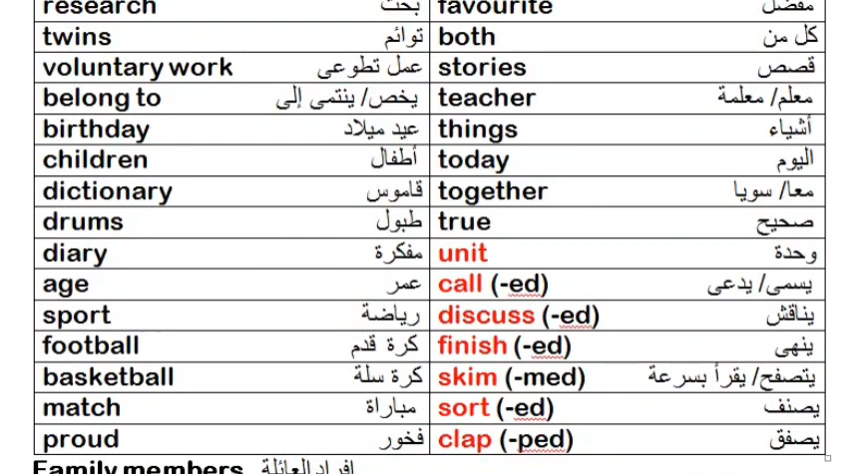 research بحث favourite مفضل
twins توائم both كل من
voluntary work عمل تطوعى stories قصص
belong to يخص/ ينتمى إلى teacher معلم/ معلمة
birthday عيد ميلاد things أشياء
children أطفال today اليوم
dictionary قاموس together معا/ سويا
drums طبول true صحيح
diary مفكرة unit وحدة
age عمر call (-ed) يسمى/ يدعى
sport رياضة discuss (-ed) يناقش
football كرة قدم finish (-ed) ينهى
basketball كرة سلة skim (-med) يتصفح/ يقرأ بسرعة
match مباراة sort (-ed) يصنف
proud فخور clap (-ped) يصفق
Family members افراد العائلة